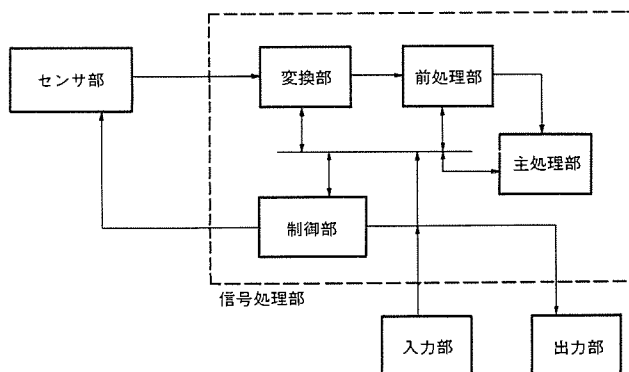 センサ部
変換部
前処理部
主処理部
制御部
信号処理部
入力部
出力部